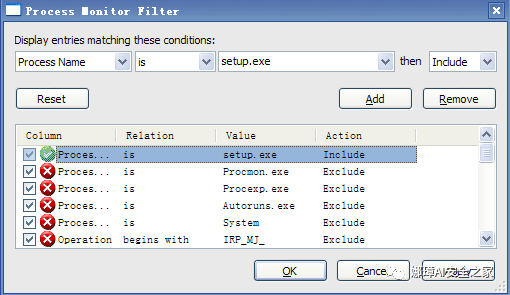 Process Monitor Filter
Display entries matching these conditions:
Process Name is setup.exe then Include
Reset Add Remove
Column Relation Value Action
Proces... is setup.exe Include
Proces... is Procmon.exe Exclude
Proces... is Procexp.exe Exclude
Proces... is Autoruns.exe Exclude
Proces... is System Exclude
Operation begins with IRP_MJ_ Exclude
OK Cance
娜璋AI安全之家